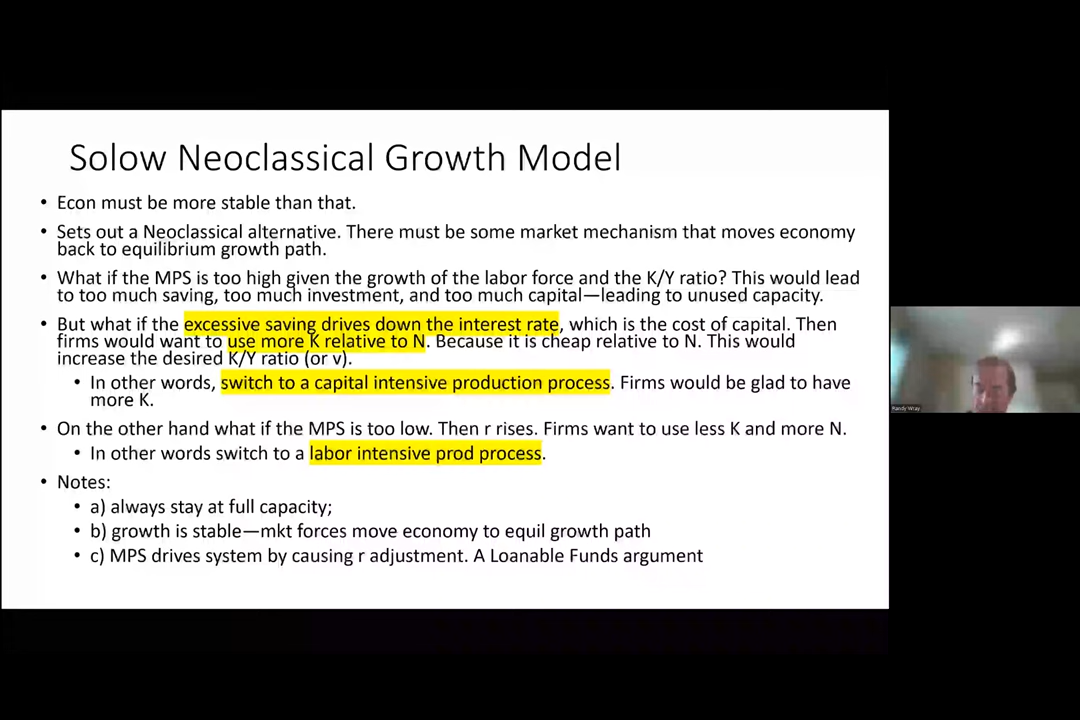 Solow Neoclassical Growth Model
• Econ must be more stable than that.
• Sets out a Neoclassical alternative. There must be some market mechanism that moves economy
back to equilibrium growth path.
• What if the MPS is too high given the growth of the labor force and the K/Y ratio? This would lead
to too much saving, too much investment, and too much capital—leading to unused capacity.
• But what if the excessive saving drives down the interest rate, which is the cost of capital. Then
firms would want to use more K relative to N. Because it is cheap relative to N. This would
increase the desired K/Y ratio (or v).
• In other words, switch to a capital intensive production process. Firms would be glad to have
more K.
• On the other hand what if the MPS is too low. Then r rises. Firms want to use less K and more N.
• In other words switch to a labor intensive prod process.
• Notes:
• a) always stay at full capacity;
• b) growth is stable—mkt forces move economy to equil growth path
• c) MPS drives system by causing r adjustment. A Loanable Funds argument
Randy Wray